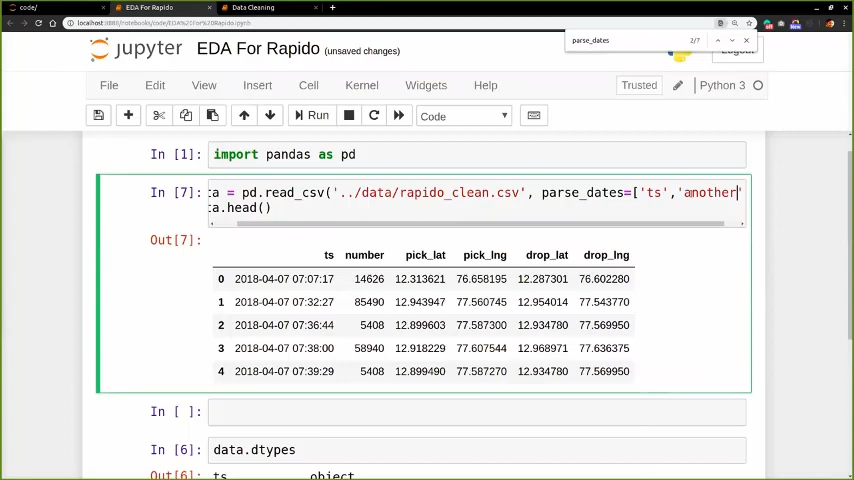 code/
EDA For Rapido
Data Cleaning
parse_dates 2/7
jupyter EDA For Rapido (unsaved changes)
Logout
File Edit View Insert Cell Kernel Widgets Help
Trusted Python 3
Run Code
In [1]: import pandas as pd
In [7]: ta = pd.read_csv('../data/rapido_clean.csv', parse_dates=['ts','another'
ta.head()
Out[7]:
ts number pick_lat pick_lng drop_lat drop_lng
0 2018-04-07 07:07:17 14626 12.313621 76.658195 12.287301 76.602280
1 2018-04-07 07:32:27 85490 12.943947 77.560745 12.954014 77.543770
2 2018-04-07 07:36:44 5408 12.899603 77.587300 12.934780 77.569950
3 2018-04-07 07:38:00 58940 12.918229 77.607544 12.968971 77.636375
4 2018-04-07 07:39:29 5408 12.899490 77.587270 12.934780 77.569950
In [ ]:
In [6]: data.dtypes
Out[6]: ts object